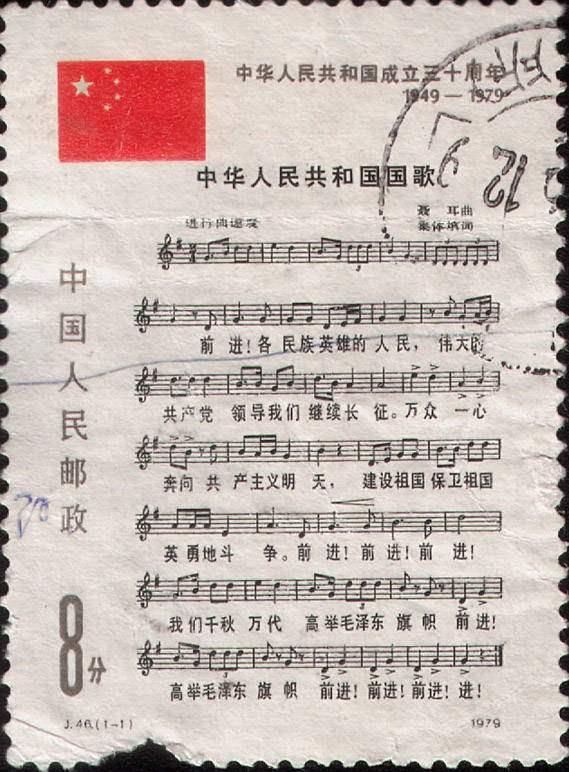 中华人民共和国成立三十周年
1949－1979
中华人民共和国国歌
进行曲速度
聂 耳曲
集体填词
前 进！各 民族英雄的 人 民， 伟大的
共产党 领导我们 继续长 征。万众 一心
奔向 共 产主义明 天， 建设祖国 保卫祖国
英 勇地斗 争。前 进！前 进！前 进！
我们千秋 万代 高举毛泽东 旗 帜 前进！
高举毛泽东 旗 帜 前进！前进！前进！进！
中国人民邮政
8分
J.46.(1-1)
1979
12